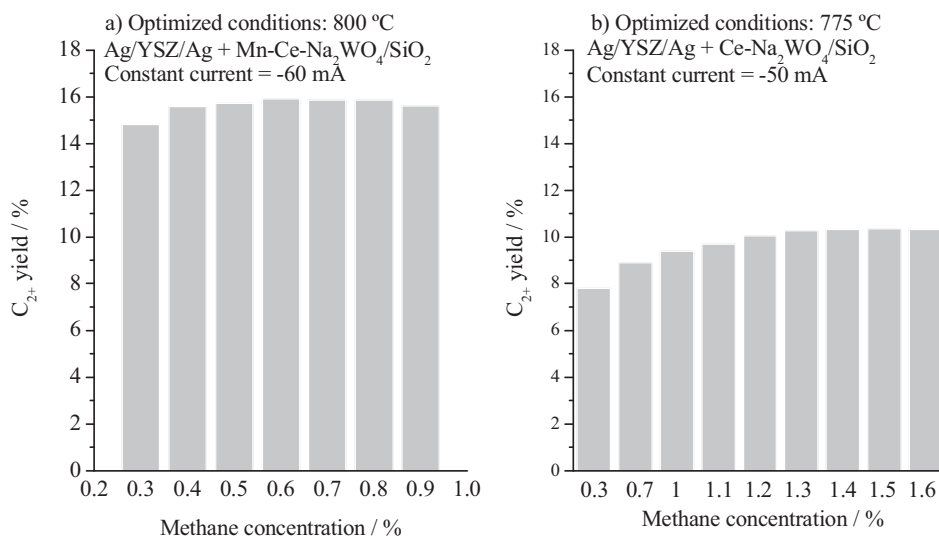 a) Optimized conditions: 800 ºC
Ag/YSZ/Ag + Mn-Ce-Na₂WO₄/SiO₂
Constant current = -60 mA
18
16
14
12
10
8
6
4
2
0
C₂₊ yield / %
0.2 0.3 0.4 0.5 0.6 0.7 0.8 0.9 1.0
Methane concentration / %
b) Optimized conditions: 775 ºC
Ag/YSZ/Ag + Ce-Na₂WO₄/SiO₂
Constant current = -50 mA
18
16
14
12
10
8
6
4
2
0
C₂₊ yield / %
0.3 0.7 1 1.1 1.2 1.3 1.4 1.5 1.6
Methane concentration / %